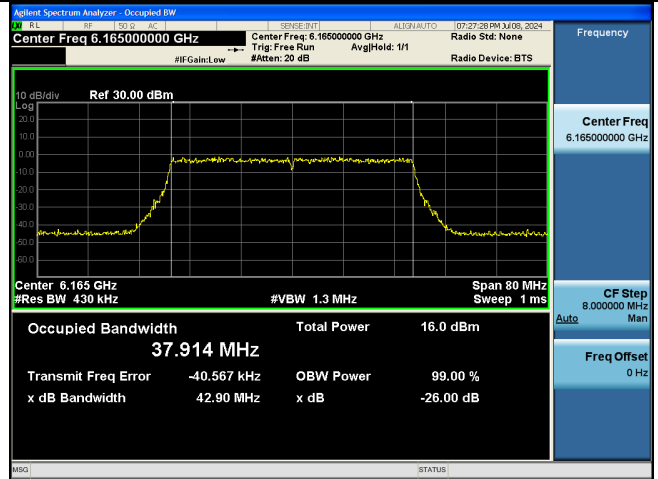 Agilent Spectrum Analyzer - Occupied BW
RL RF 50 Ω AC SENSE:INT ALIGNAUTO 07:27:28 PM Jul 08, 2024
Center Freq 6.165000000 GHz
Center Freq: 6.165000000 GHz Radio Std: None
Trig: Free Run Avg|Hold: 1/1
#IFGain:Low #Atten: 20 dB Radio Device: BTS
Frequency
10 dB/div Ref 30.00 dBm
Log
20.0
10.0
0.00
-10.0
-20.0
-30.0
-40.0
-50.0
-60.0
Center Freq
6.165000000 GHz
Center 6.165 GHz Span 80 MHz
#Res BW 430 kHz #VBW 1.3 MHz Sweep 1 ms
CF Step
8.000000 MHz
Auto Man
Occupied Bandwidth Total Power 16.0 dBm
37.914 MHz
Freq Offset
0 Hz
Transmit Freq Error -40.567 kHz OBW Power 99.00 %
x dB Bandwidth 42.90 MHz x dB -26.00 dB
MSG STATUS